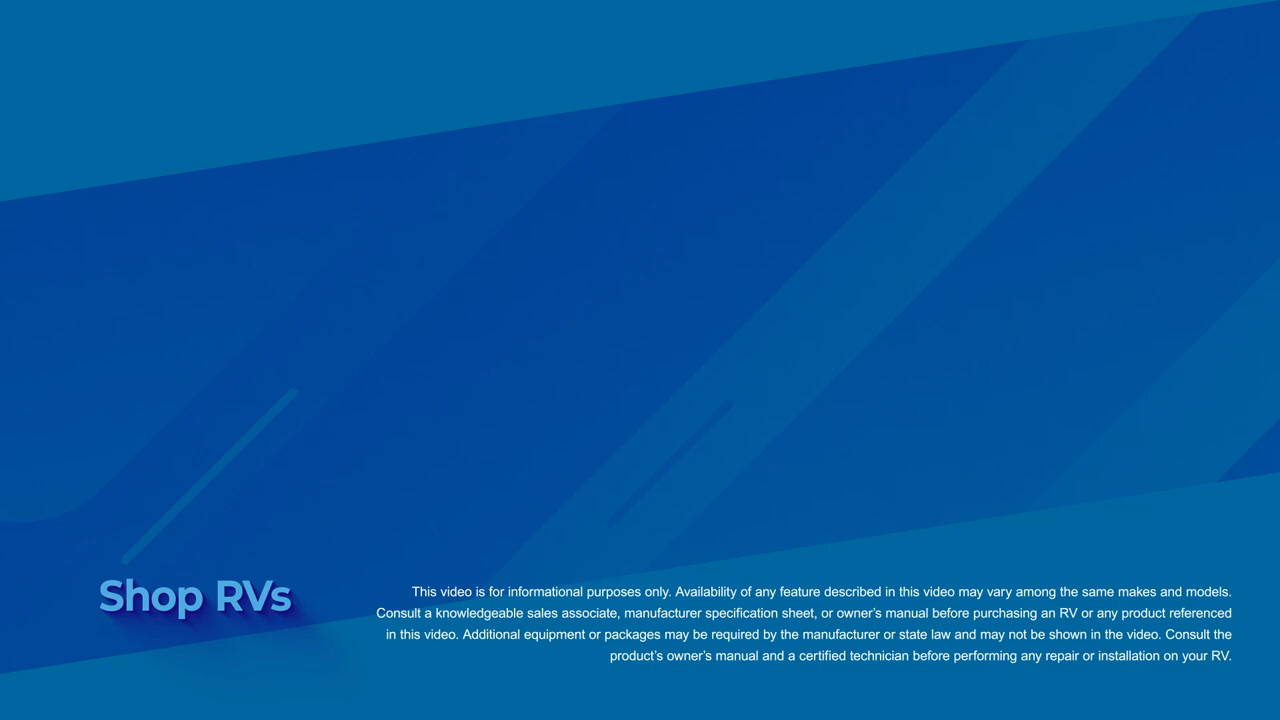 Shop RVs
This video is for informational purposes only. Availability of any feature described in this video may vary among the same makes and models.
Consult a knowledgeable sales associate, manufacturer specification sheet, or owner’s manual before purchasing an RV or any product referenced
in this video. Additional equipment or packages may be required by the manufacturer or state law and may not be shown in the video. Consult the
product’s owner’s manual and a certified technician before performing any repair or installation on your RV.